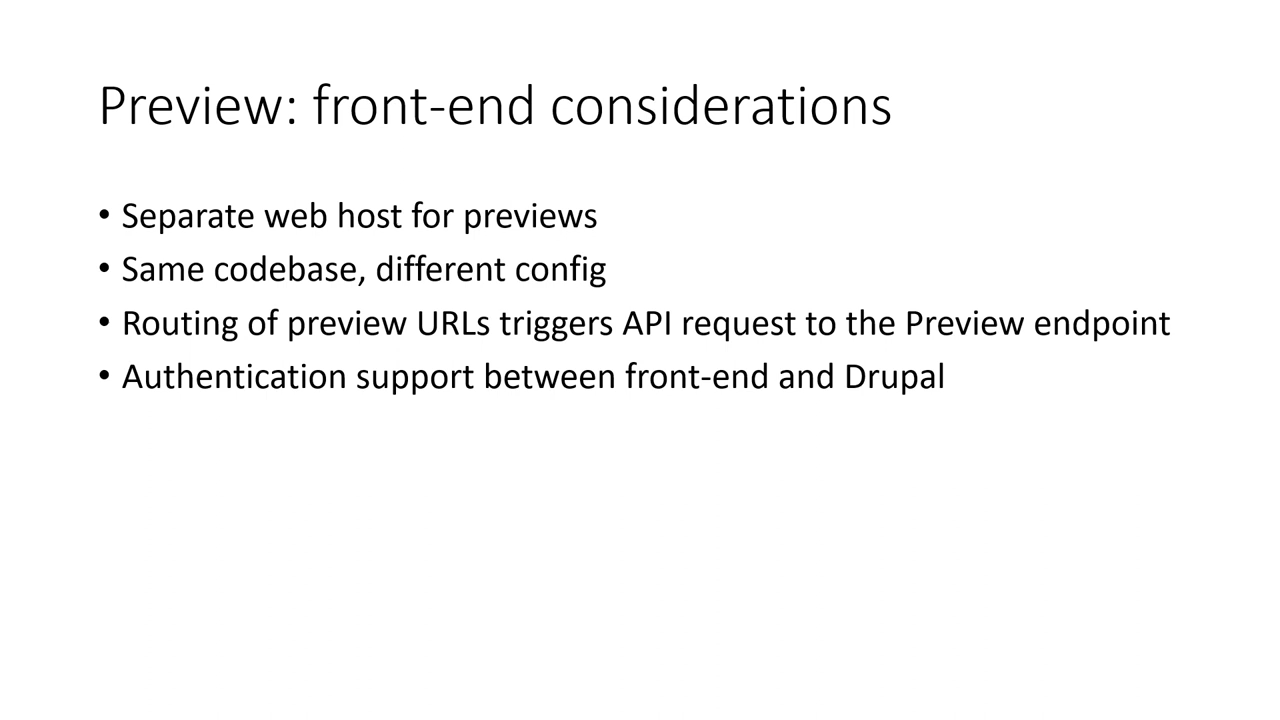 Preview: front-end considerations
• Separate web host for previews
• Same codebase, different config
• Routing of preview URLs triggers API request to the Preview endpoint
• Authentication support between front-end and Drupal